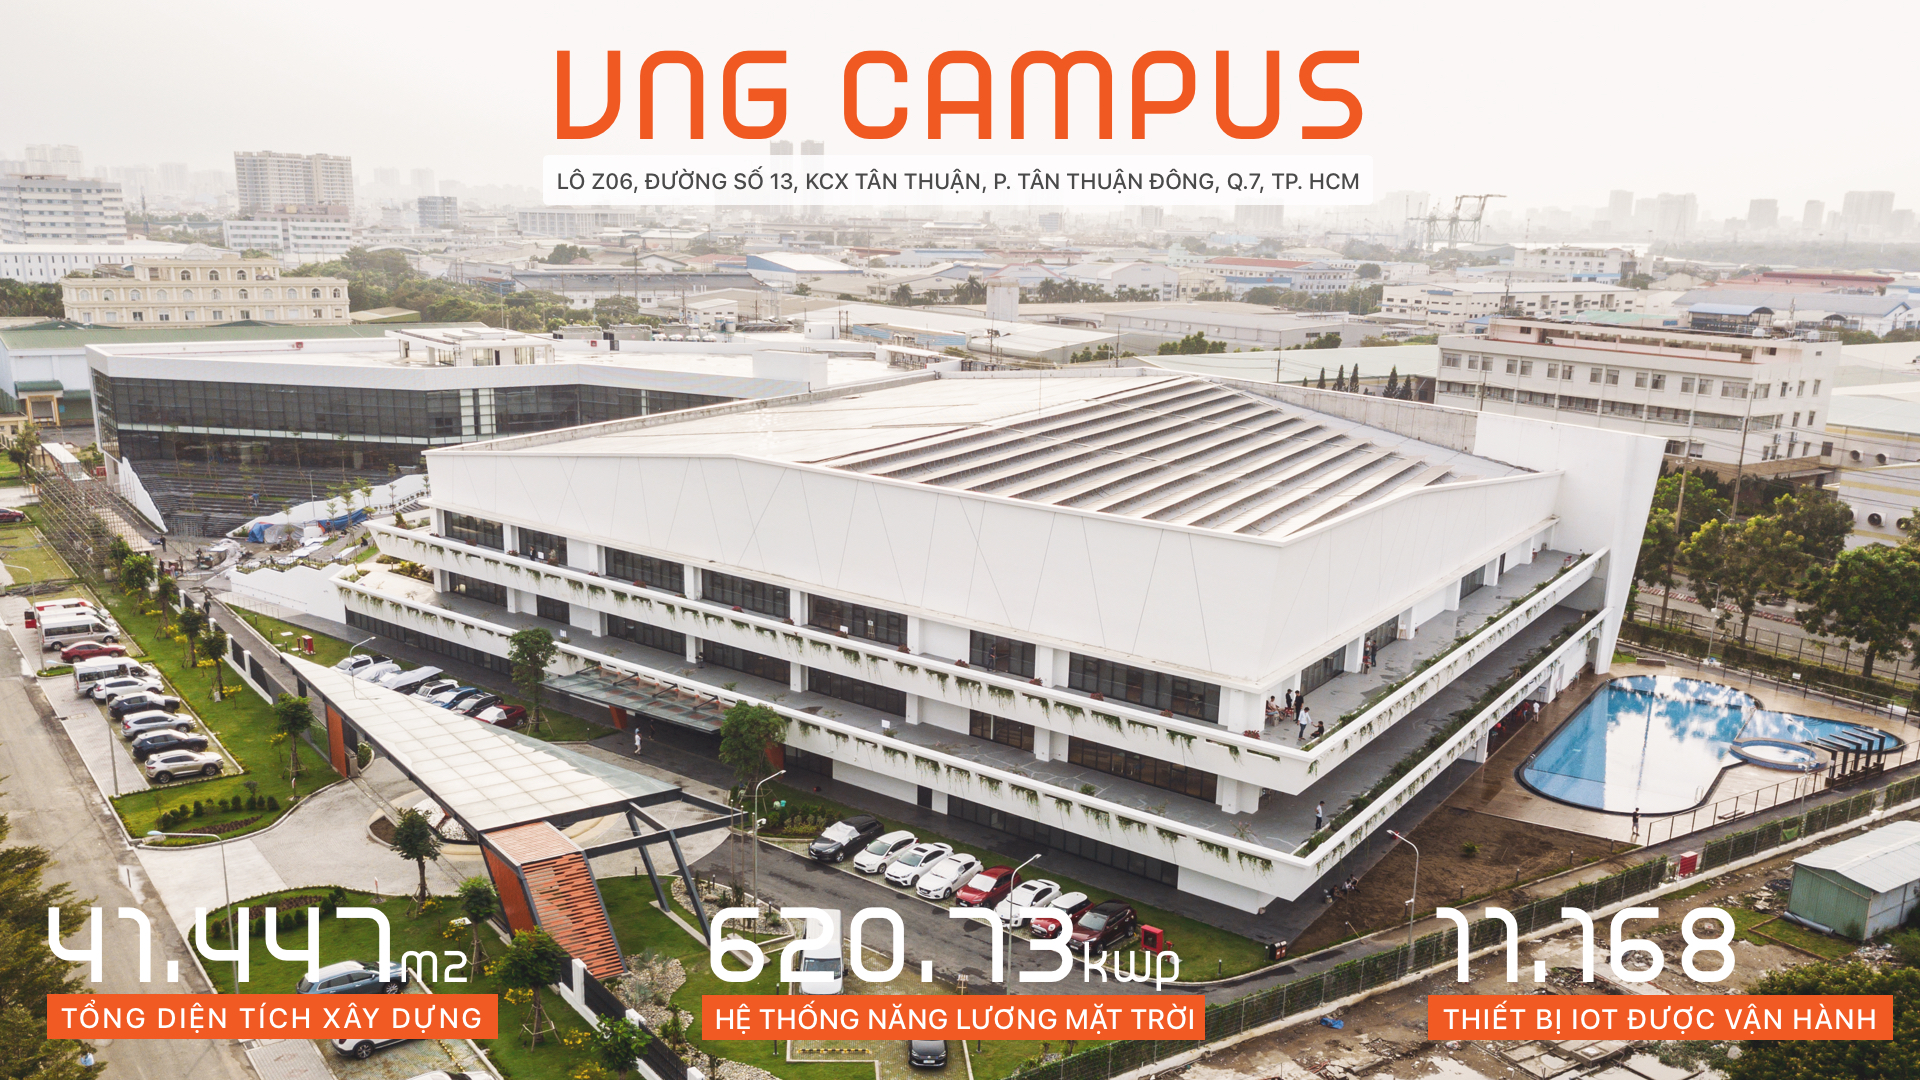 VNG CAMPUS
LÔ Z06, ĐƯỜNG SỐ 13, KCX TÂN THUẬN, P. TÂN THUẬN ĐÔNG, Q.7, TP. HCM
41.447m2
TỔNG DIỆN TÍCH XÂY DỰNG
620.73kwp
HỆ THỐNG NĂNG LƯƠNG MẶT TRỜI
11.168
THIẾT BỊ IOT ĐƯỢC VẬN HÀNH